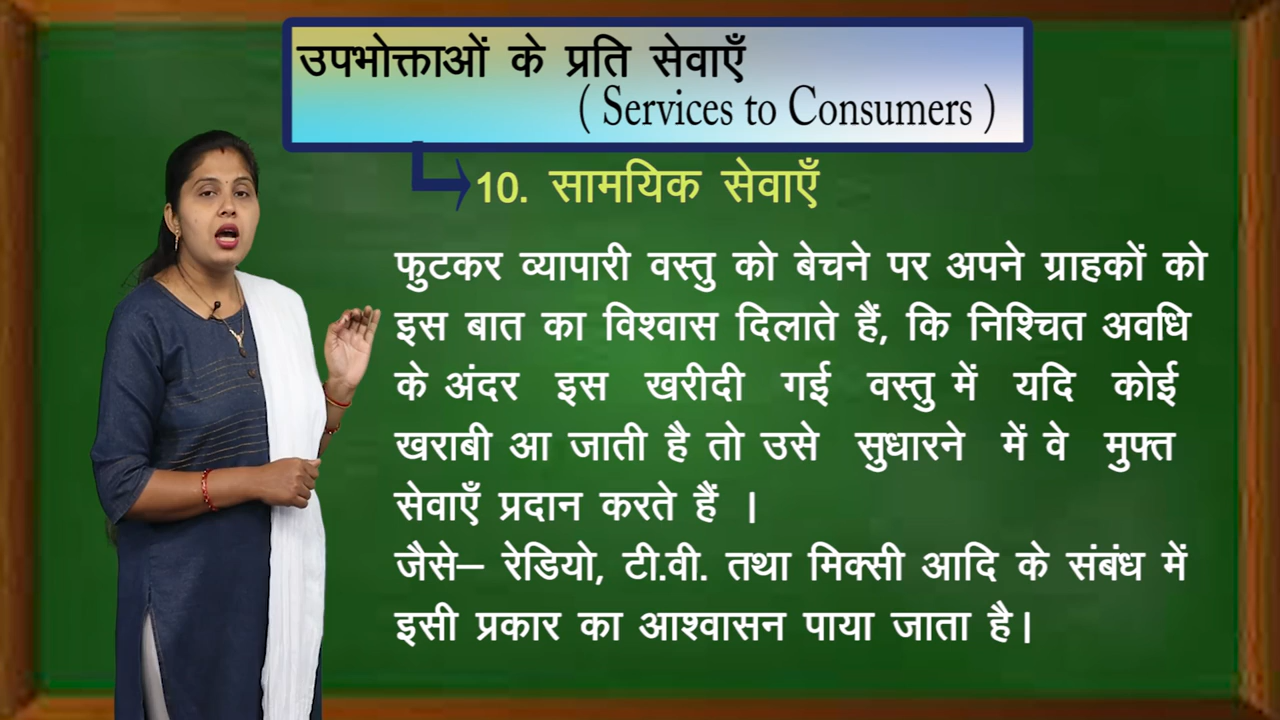 उपभोक्ताओं के प्रति सेवाएँ
( Services to Consumers )
10. सामयिक सेवाएँ
फुटकर व्यापारी वस्तु को बेचने पर अपने ग्राहकों को
इस बात का विश्वास दिलाते हैं, कि निश्चित अवधि
के अंदर इस खरीदी गई वस्तु में यदि कोई
खराबी आ जाती है तो उसे सुधारने में वे मुफ्त
सेवाएँ प्रदान करते हैं ।
जैसे– रेडियो, टी.वी. तथा मिक्सी आदि के संबंध में
इसी प्रकार का आश्वासन पाया जाता है।